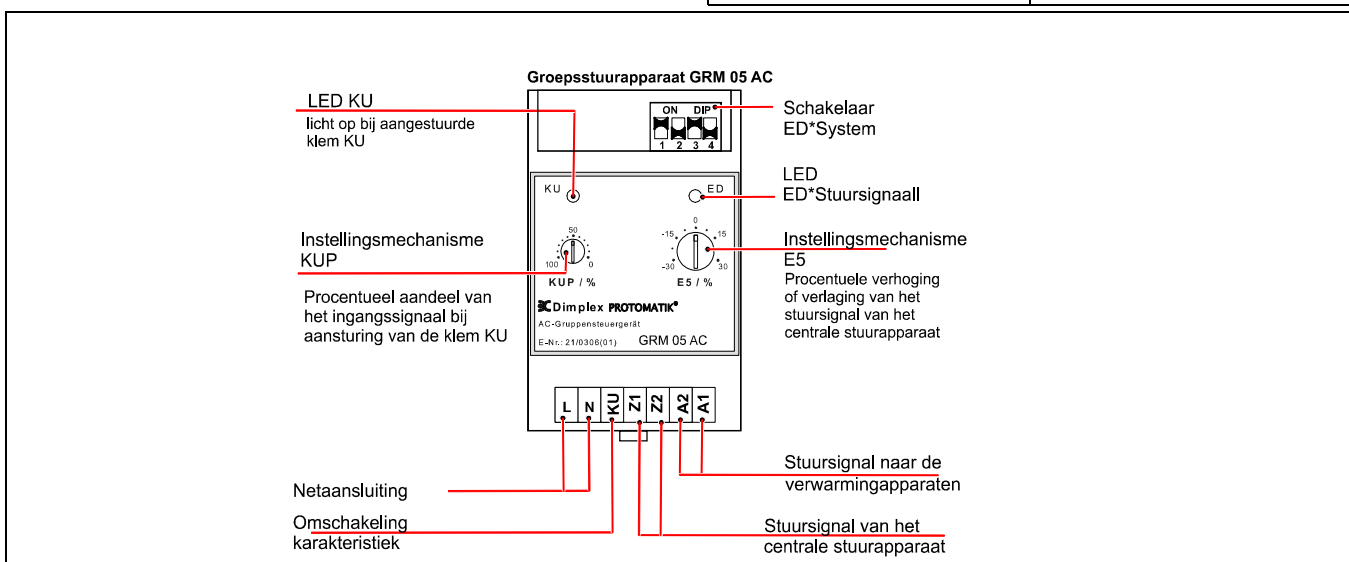 Groepsstuurapparaat GRM 05 AC
LED KU
licht op bij aangestuurde
klem KU
Instellingsmechanisme
KUP
Procentueel aandeel van
het ingangssignaal bij
aansturing van de klem KU
Netaansluiting
Omschakeling
karakteristiek
ON DIP
1 2 3 4
KU
ED
50
100 0
KUP / %
0
-15 15
-30 30
E5 / %
Dimplex PROTOMATIK®
AC-Gruppensteuergerät
E-Nr.: 21/0306(01) GRM 05 AC
L N KU Z1 Z2 A2 A1
Schakelaar
ED*System
LED
ED*Stuursignaall
Instellingsmechanisme
E5
Procentuele verhoging
of verlaging van het
stuursignal van het
centrale stuurapparaat
Stuursignal naar de
verwarmingapparaten
Stuursignal van het
centrale stuurapparaat